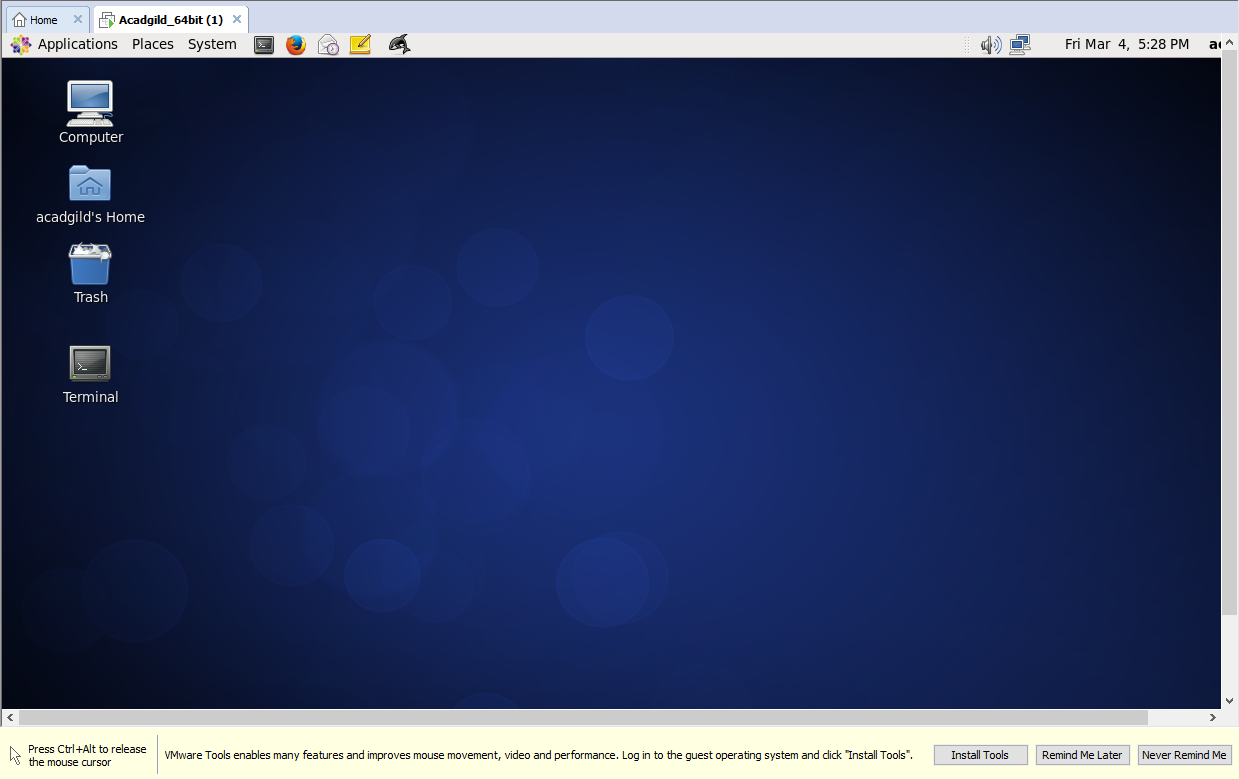 Home
Acadgild_64bit (1)
Applications Places System
Fri Mar 4, 5:28 PM
Computer
acadgild's Home
Trash
Terminal
Press Ctrl+Alt to release
the mouse cursor
VMware Tools enables many features and improves mouse movement, video and performance. Log in to the guest operating system and click "Install Tools".
Install Tools
Remind Me Later
Never Remind Me